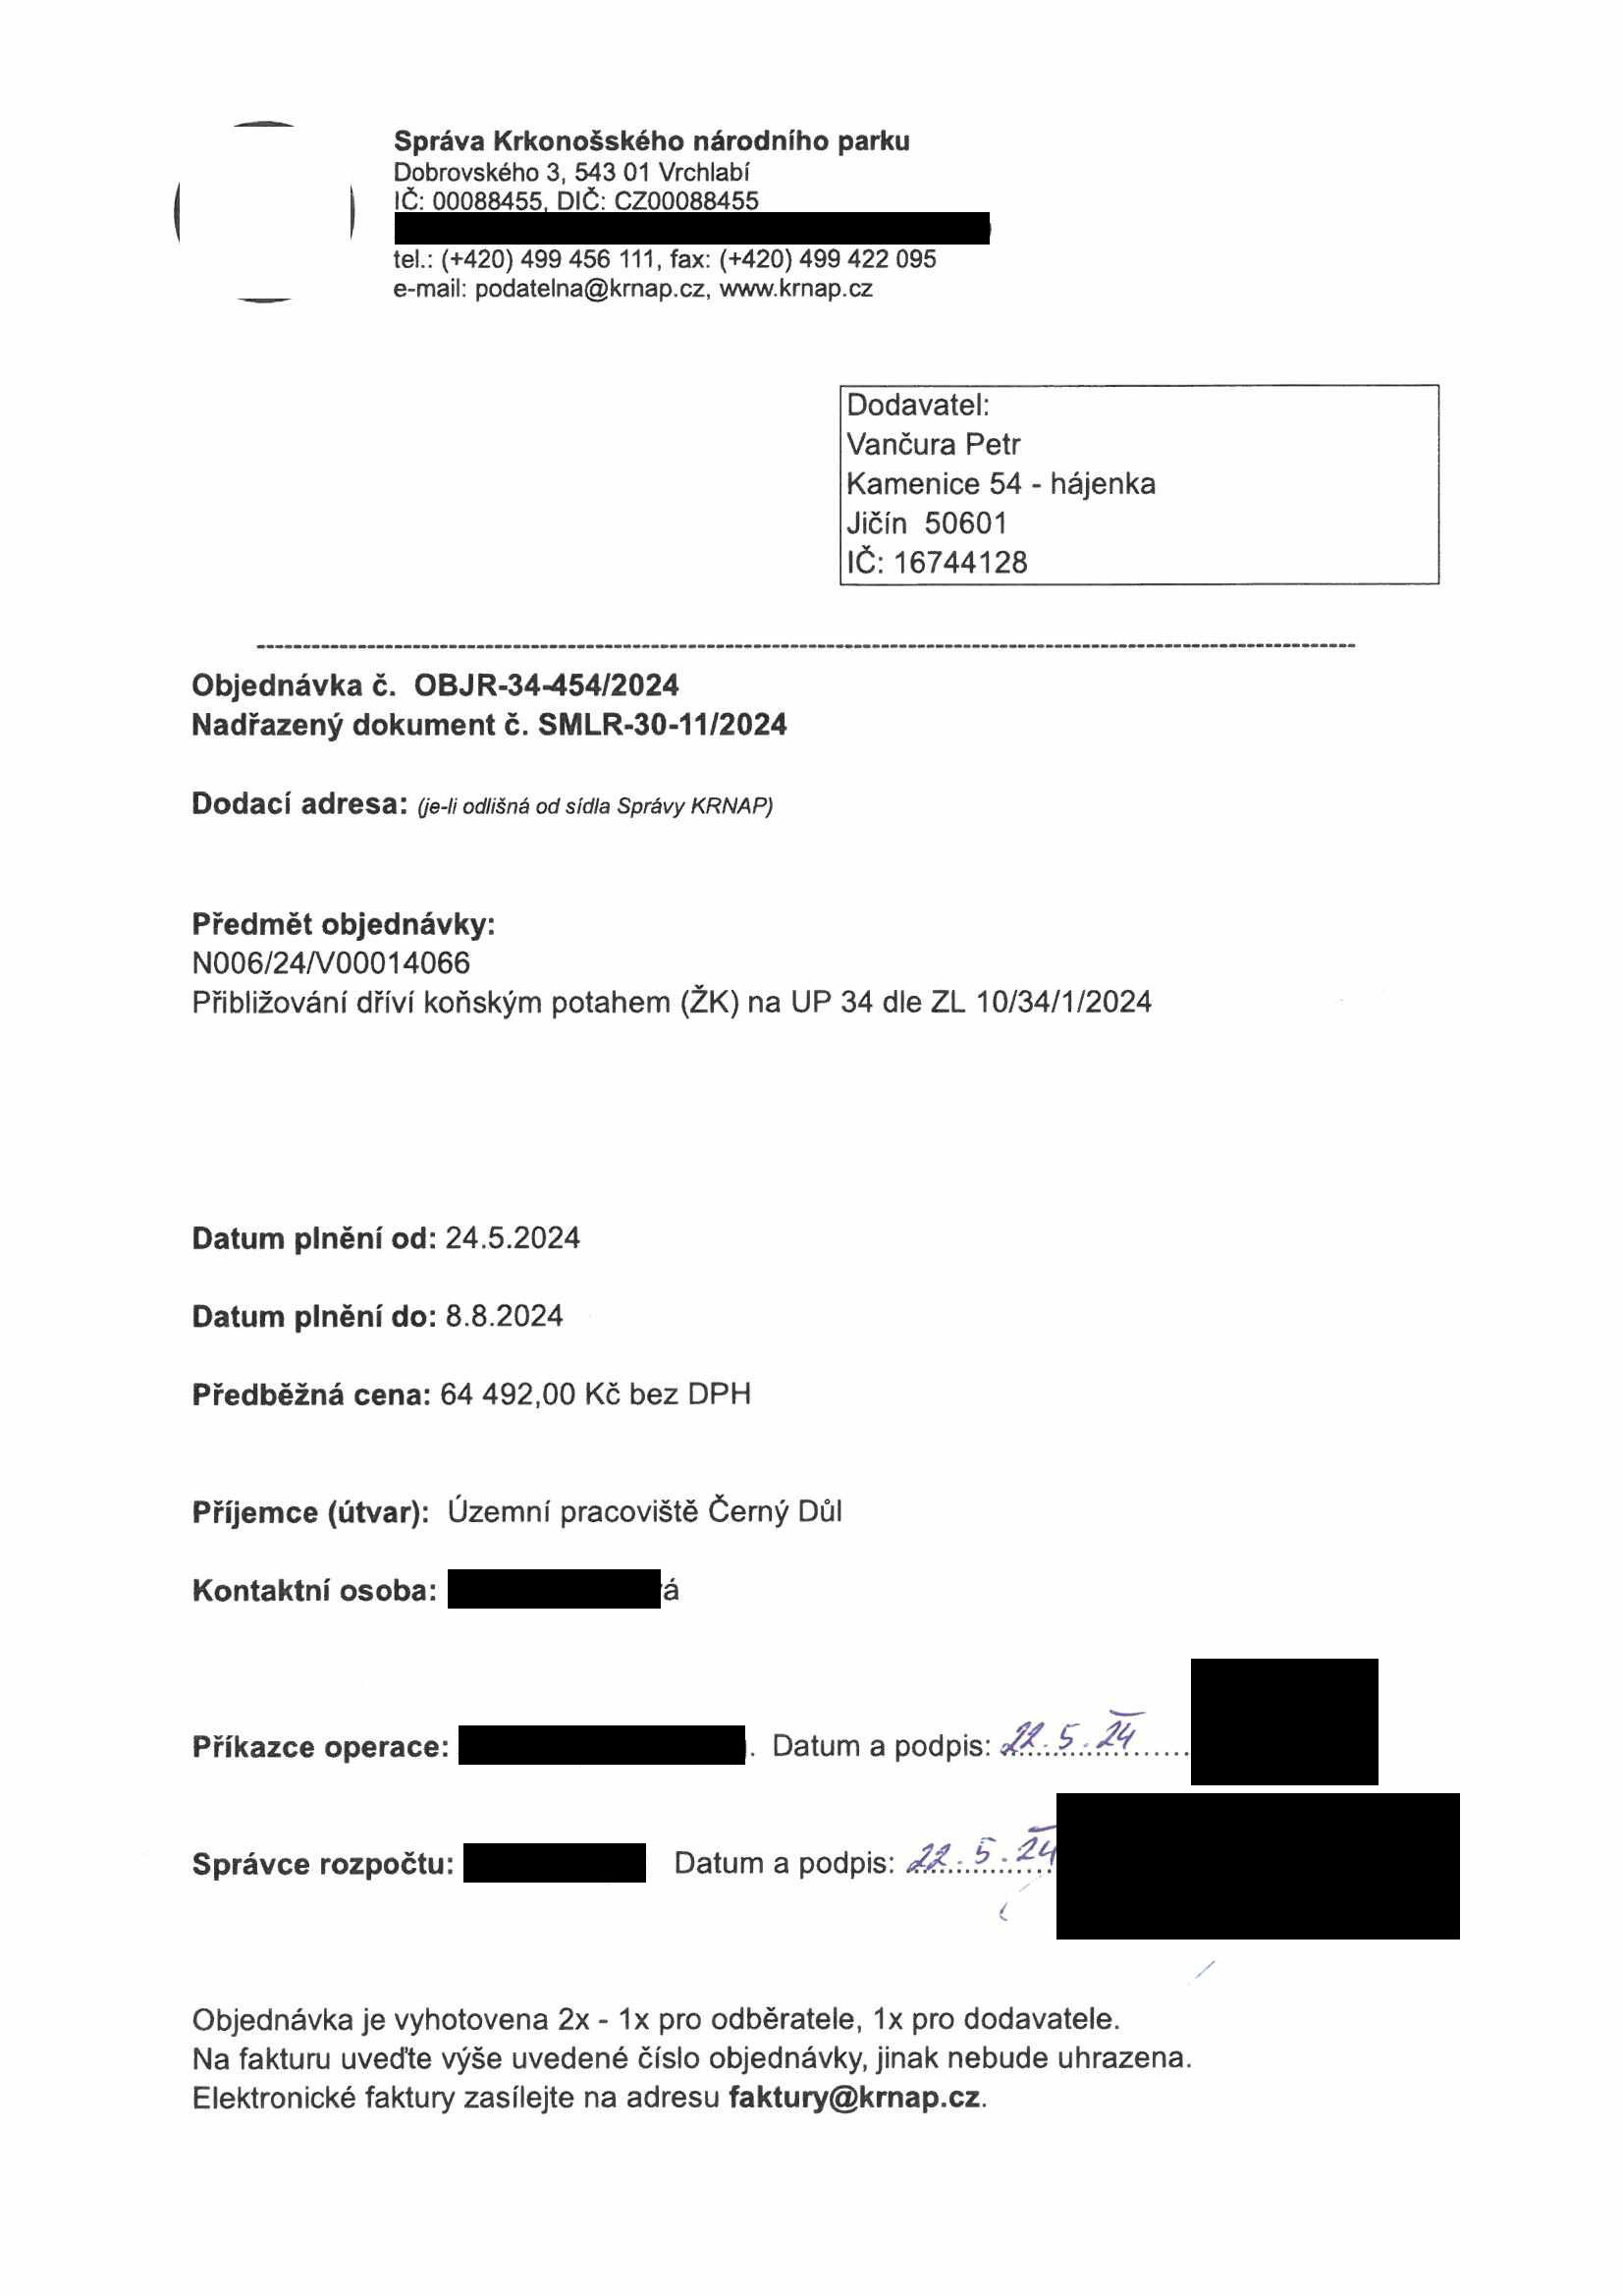 Správa Krkonošského národního parku
Dobrovského 3, 543 01 Vrchlabí
IČ: 00088455, DIČ: CZ00088455
tel.: (+420) 499 456 111, fax: (+420) 499 422 095
e-mail: podatelna@krnap.cz, www.krnap.cz
Dodavatel:
Vančura Petr
Kamenice 54 - hájenka
Jičín 50601
IČ: 16744128
Objednávka č. OBJR-34-454/2024
Nadřazený dokument č. SMLR-30-11/2024
Dodací adresa: (je-li odlišná od sídla Správy KRNAP)
Předmět objednávky:
N006/24/V00014066
Přibližování dříví koňským potahem (ŽK) na UP 34 dle ZL 10/34/1/2024
Datum plnění od: 24.5.2024
Datum plnění do: 8.8.2024
Předběžná cena: 64 492,00 Kč bez DPH
Příjemce (útvar): Územní pracoviště Černý Důl
Kontaktní osoba: á
Příkazce operace: . Datum a podpis: 22.5.24
Správce rozpočtu: Datum a podpis: 22.5.24
Objednávka je vyhotovena 2x - 1x pro odběratele, 1x pro dodavatele.
Na fakturu uveďte výše uvedené číslo objednávky, jinak nebude uhrazena.
Elektronické faktury zasílejte na adresu faktury@krnap.cz.